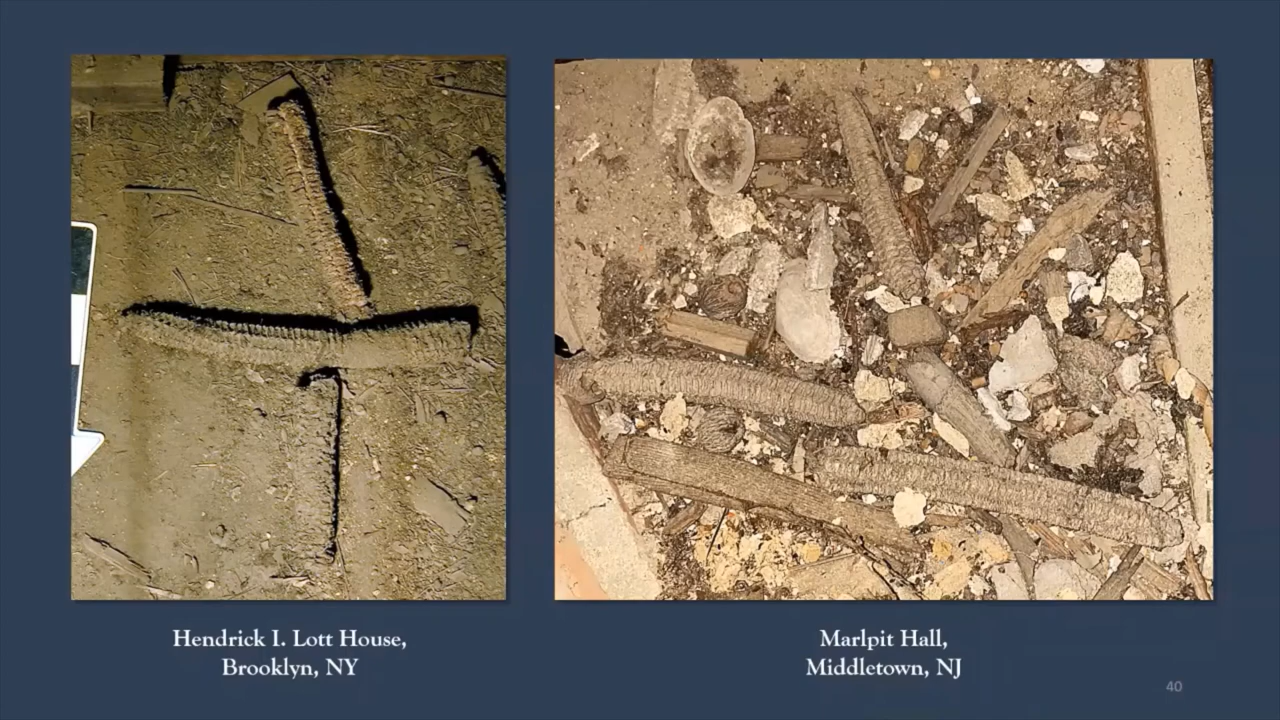 Hendrick I. Lott House,
Brooklyn, NY
Marlpit Hall,
Middletown, NJ
40